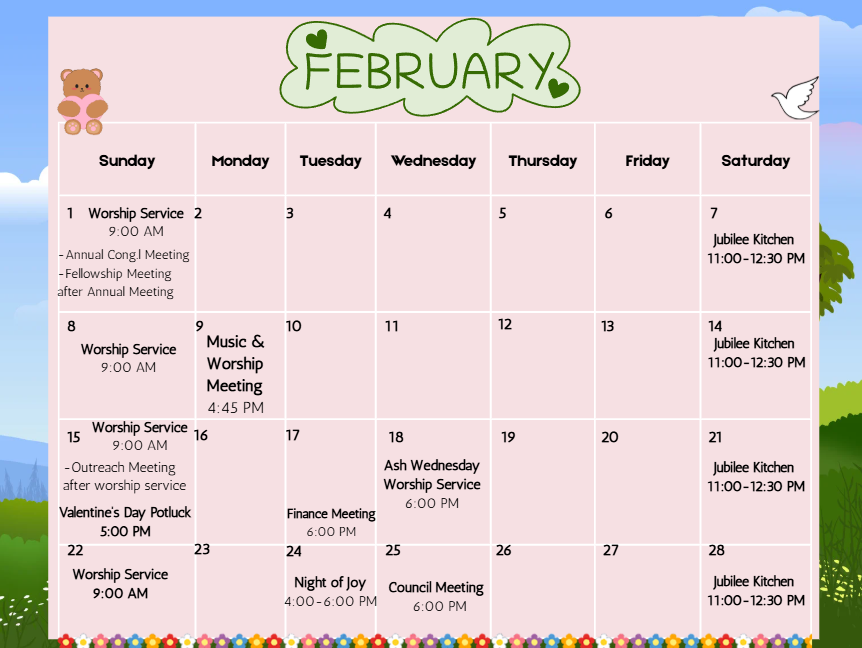 FEBRUARY
Sunday Monday Tuesday Wednesday Thursday Friday Saturday
1 Worship Service
9:00 AM
-Annual Cong.l Meeting
-Fellowship Meeting
after Annual Meeting
2
3
4
5
6
7
Jubilee Kitchen
11:00-12:30 PM
8
Worship Service
9:00 AM
9
Music &
Worship
Meeting
4:45 PM
10
11
12
13
14
Jubilee Kitchen
11:00-12:30 PM
15 Worship Service
9:00 AM
-Outreach Meeting
after worship service
Valentine's Day Potluck
5:00 PM
16
17
Finance Meeting
6:00 PM
18
Ash Wednesday
Worship Service
6:00 PM
19
20
21
Jubilee Kitchen
11:00-12:30 PM
22
Worship Service
9:00 AM
23
24
Night of Joy
4:00-6:00 PM
25
Council Meeting
6:00 PM
26
27
28
Jubilee Kitchen
11:00-12:30 PM